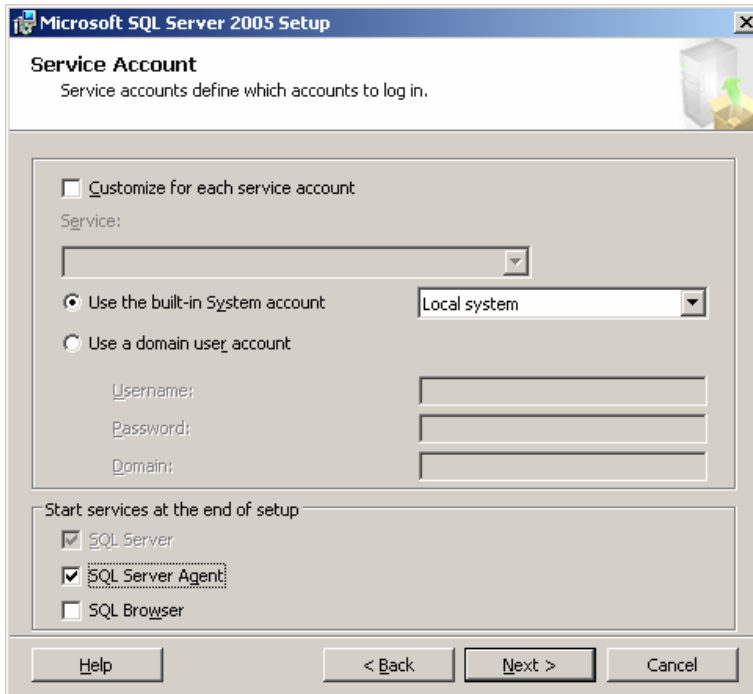 Microsoft SQL Server 2005 Setup
Service Account
Service accounts define which accounts to log in.
Customize for each service account
Service:
Use the built-in System account
Local system
Use a domain user account
Username:
Password:
Domain:
Start services at the end of setup
SQL Server
SQL Server Agent
SQL Browser
Help
< Back
Next >
Cancel